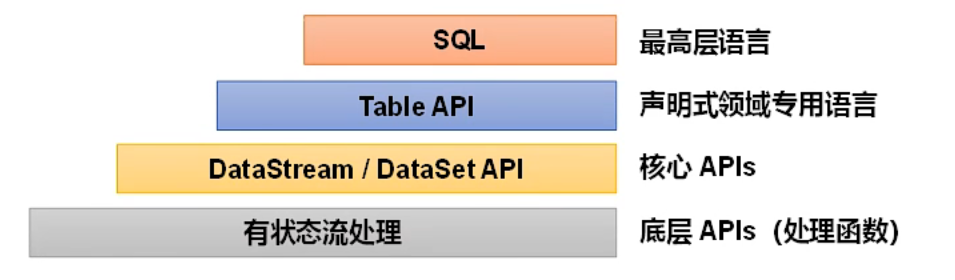 SQL 最高层语言
Table API 声明式领域专用语言
DataStream / DataSet API 核心 APIs
有状态流处理 底层 APIs（处理函数）